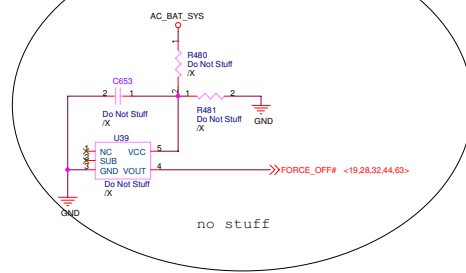 AC_BAT_SYS
1
R480
Do Not Stuff
/X
2
C653
2 1
Do Not Stuff
/X
1 2
R481
Do Not Stuff
/X
GND
U39
NC VCC 5
SUB
GND VOUT 4
Do Not Stuff
/X
FORCE_OFF# <19,28,32,44,63>
GND
no stuff